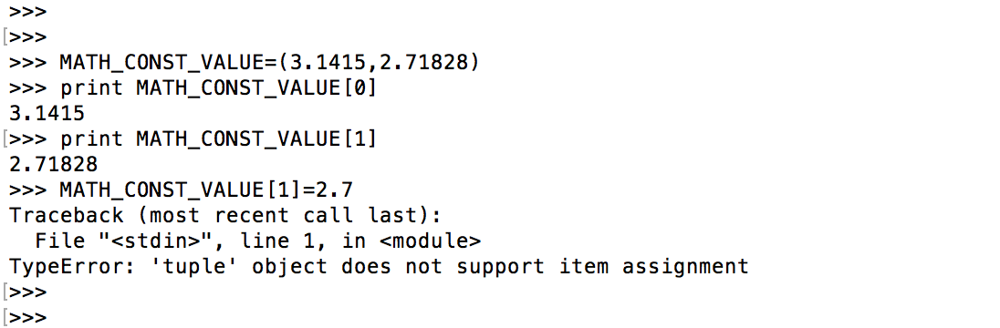 >>>
[>>>
>>> MATH_CONST_VALUE=(3.1415,2.71828)
>>> print MATH_CONST_VALUE[0]
3.1415
[>>> print MATH_CONST_VALUE[1]
2.71828
>>> MATH_CONST_VALUE[1]=2.7
Traceback (most recent call last):
  File "<stdin>", line 1, in <module>
TypeError: 'tuple' object does not support item assignment
[>>>
[>>>